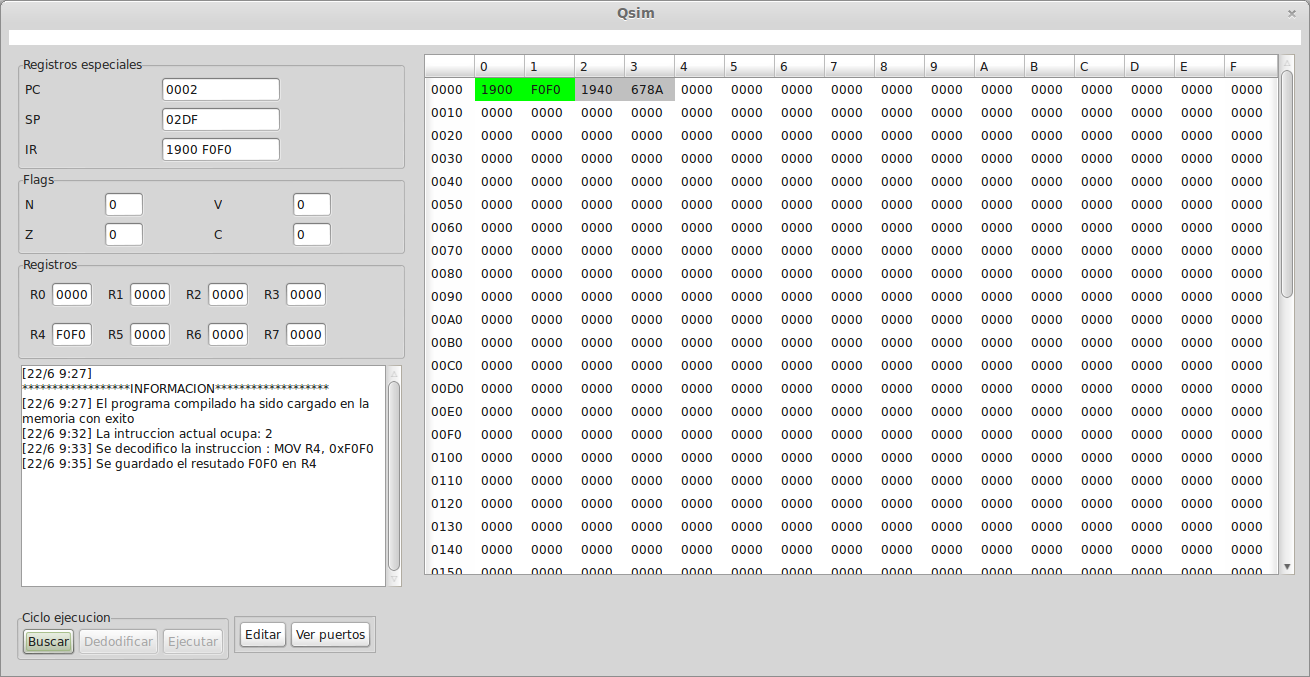 Qsim
Registros especiales
PC 0002
SP 02DF
IR 1900 F0F0
Flags
N 0 V 0
Z 0 C 0
Registros
R0 0000 R1 0000 R2 0000 R3 0000
R4 F0F0 R5 0000 R6 0000 R7 0000
[22/6 9:27]
******************INFORMACION*******************
[22/6 9:27] El programa compilado ha sido cargado en la
memoria con exito
[22/6 9:32] La intruccion actual ocupa: 2
[22/6 9:33] Se decodifico la instruccion : MOV R4, 0xF0F0
[22/6 9:35] Se guardado el resutado F0F0 en R4
Ciclo ejecucion
Buscar Dedodificar Ejecutar
Editar Ver puertos
0 1 2 3 4 5 6 7 8 9 A B C D E F
0000 1900 F0F0 1940 678A 0000 0000 0000 0000 0000 0000 0000 0000 0000 0000 0000 0000
0010 0000 0000 0000 0000 0000 0000 0000 0000 0000 0000 0000 0000 0000 0000 0000 0000
0020 0000 0000 0000 0000 0000 0000 0000 0000 0000 0000 0000 0000 0000 0000 0000 0000
0030 0000 0000 0000 0000 0000 0000 0000 0000 0000 0000 0000 0000 0000 0000 0000 0000
0040 0000 0000 0000 0000 0000 0000 0000 0000 0000 0000 0000 0000 0000 0000 0000 0000
0050 0000 0000 0000 0000 0000 0000 0000 0000 0000 0000 0000 0000 0000 0000 0000 0000
0060 0000 0000 0000 0000 0000 0000 0000 0000 0000 0000 0000 0000 0000 0000 0000 0000
0070 0000 0000 0000 0000 0000 0000 0000 0000 0000 0000 0000 0000 0000 0000 0000 0000
0080 0000 0000 0000 0000 0000 0000 0000 0000 0000 0000 0000 0000 0000 0000 0000 0000
0090 0000 0000 0000 0000 0000 0000 0000 0000 0000 0000 0000 0000 0000 0000 0000 0000
00A0 0000 0000 0000 0000 0000 0000 0000 0000 0000 0000 0000 0000 0000 0000 0000 0000
00B0 0000 0000 0000 0000 0000 0000 0000 0000 0000 0000 0000 0000 0000 0000 0000 0000
00C0 0000 0000 0000 0000 0000 0000 0000 0000 0000 0000 0000 0000 0000 0000 0000 0000
00D0 0000 0000 0000 0000 0000 0000 0000 0000 0000 0000 0000 0000 0000 0000 0000 0000
00E0 0000 0000 0000 0000 0000 0000 0000 0000 0000 0000 0000 0000 0000 0000 0000 0000
00F0 0000 0000 0000 0000 0000 0000 0000 0000 0000 0000 0000 0000 0000 0000 0000 0000
0100 0000 0000 0000 0000 0000 0000 0000 0000 0000 0000 0000 0000 0000 0000 0000 0000
0110 0000 0000 0000 0000 0000 0000 0000 0000 0000 0000 0000 0000 0000 0000 0000 0000
0120 0000 0000 0000 0000 0000 0000 0000 0000 0000 0000 0000 0000 0000 0000 0000 0000
0130 0000 0000 0000 0000 0000 0000 0000 0000 0000 0000 0000 0000 0000 0000 0000 0000
0140 0000 0000 0000 0000 0000 0000 0000 0000 0000 0000 0000 0000 0000 0000 0000 0000
0150 0000 0000 0000 0000 0000 0000 0000 0000 0000 0000 0000 0000 0000 0000 0000 0000